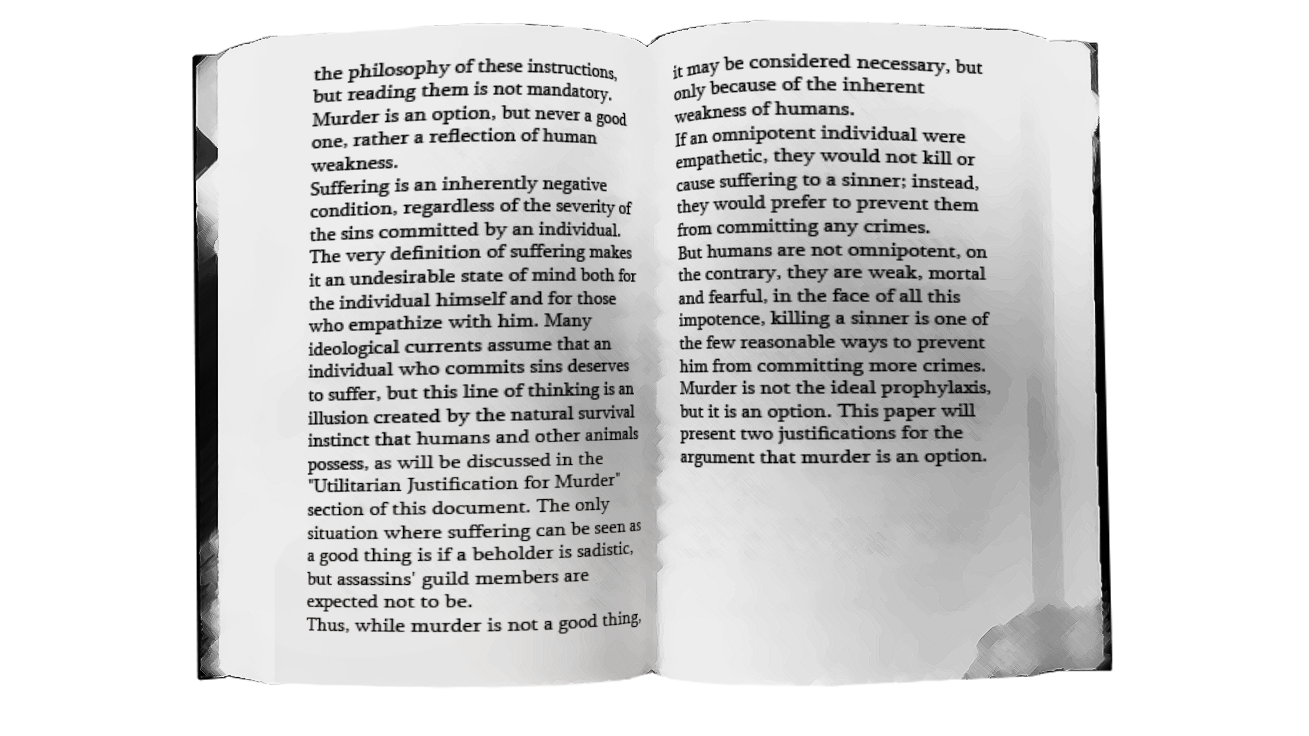 the philosophy of these instructions,
but reading them is not mandatory.
Murder is an option, but never a good
one, rather a reflection of human
weakness.
Suffering is an inherently negative
condition, regardless of the severity of
the sins committed by an individual.
The very definition of suffering makes
it an undesirable state of mind both for
the individual himself and for those
who empathize with him. Many
ideological currents assume that an
individual who commits sins deserves
to suffer, but this line of thinking is an
illusion created by the natural survival
instinct that humans and other animals
possess, as will be discussed in the
"Utilitarian Justification for Murder"
section of this document. The only
situation where suffering can be seen as
a good thing is if a beholder is sadistic,
but assassins' guild members are
expected not to be.
Thus, while murder is not a good thing,
it may be considered necessary, but
only because of the inherent
weakness of humans.
If an omnipotent individual were
empathetic, they would not kill or
cause suffering to a sinner; instead,
they would prefer to prevent them
from committing any crimes.
But humans are not omnipotent, on
the contrary, they are weak, mortal
and fearful, in the face of all this
impotence, killing a sinner is one of
the few reasonable ways to prevent
him from committing more crimes.
Murder is not the ideal prophylaxis,
but it is an option. This paper will
present two justifications for the
argument that murder is an option.